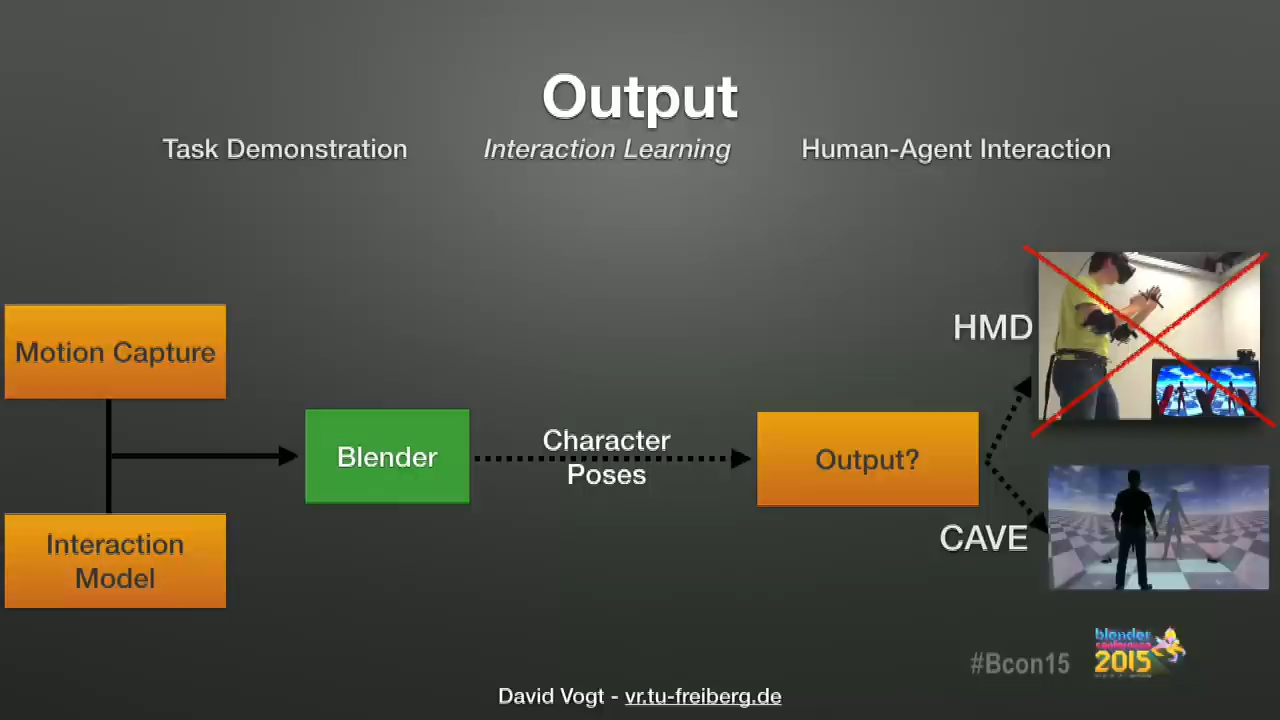 Output
Task Demonstration
Interaction Learning
Human-Agent Interaction
Motion Capture
Interaction
Model
Blender
Character
Poses
Output?
HMD
CAVE
#Bcon15
blender
conference
2015
David Vogt - vr.tu-freiberg.de